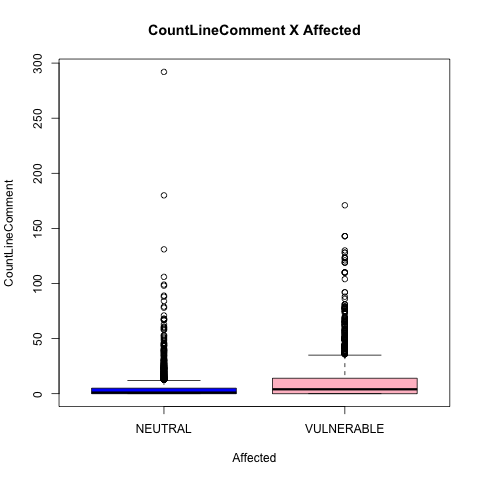 CountLineComment X Affected
300
250
200
150
100
50
0
CountLineComment
NEUTRAL
VULNERABLE
Affected